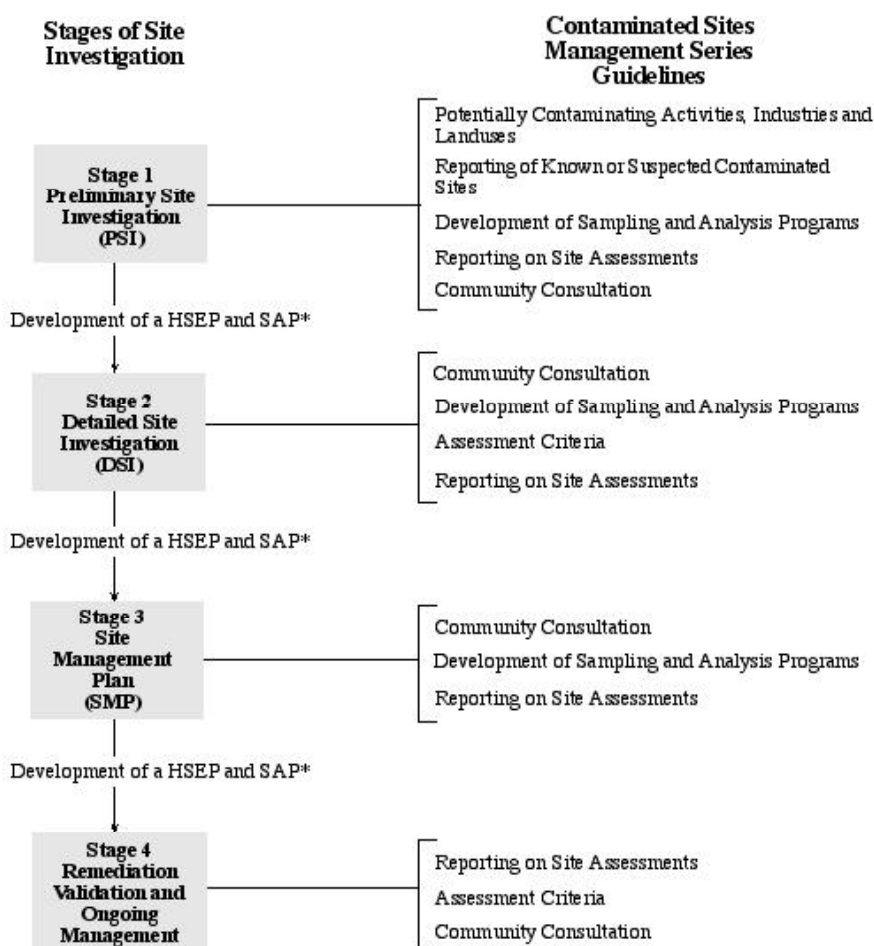 Stages of Site
Investigation
Contaminated Sites
Management Series
Guidelines
Stage 1
Preliminary Site
Investigation
(PSI)
Potentially Contaminating Activities, Industries and
Landuses
Reporting of Known or Suspected Contaminated
Sites
Development of Sampling and Analysis Programs
Reporting on Site Assessments
Community Consultation
Development of a HSEP and SAP*
Stage 2
Detailed Site
Investigation
(DSI)
Community Consultation
Development of Sampling and Analysis Programs
Assessment Criteria
Reporting on Site Assessments
Development of a HSEP and SAP*
Stage 3
Site
Management
Plan
(SMP)
Community Consultation
Development of Sampling and Analysis Programs
Reporting on Site Assessments
Development of a HSEP and SAP*
Stage 4
Remediation
Validation and
Ongoing
Management
Reporting on Site Assessments
Assessment Criteria
Community Consultation